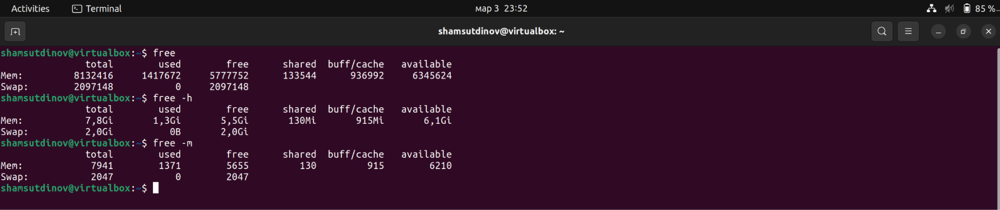 Activities Terminal мар 3 23:52 85 %
shamsutdinov@virtualbox: ~
shamsutdinov@virtualbox:~$ free
total used free shared buff/cache available
Mem: 8132416 1417672 5777752 133544 936992 6345624
Swap: 2097148 0 2097148
shamsutdinov@virtualbox:~$ free -h
total used free shared buff/cache available
Mem: 7,8Gi 1,3Gi 5,5Gi 130Mi 915Mi 6,1Gi
Swap: 2,0Gi 0B 2,0Gi
shamsutdinov@virtualbox:~$ free -m
total used free shared buff/cache available
Mem: 7941 1371 5655 130 915 6210
Swap: 2047 0 2047
shamsutdinov@virtualbox:~$